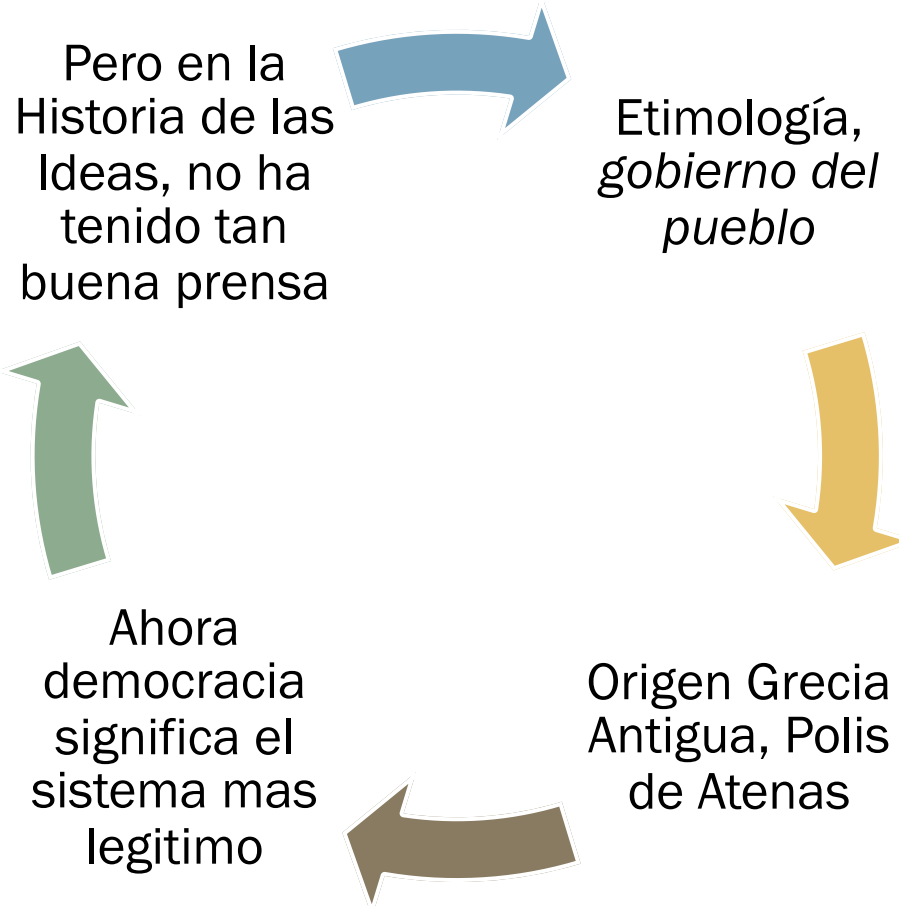 Pero en la
Historia de las
Ideas, no ha
tenido tan
buena prensa
Etimología,
gobierno del
pueblo
Origen Grecia
Antigua, Polis
de Atenas
Ahora
democracia
significa el
sistema mas
legitimo